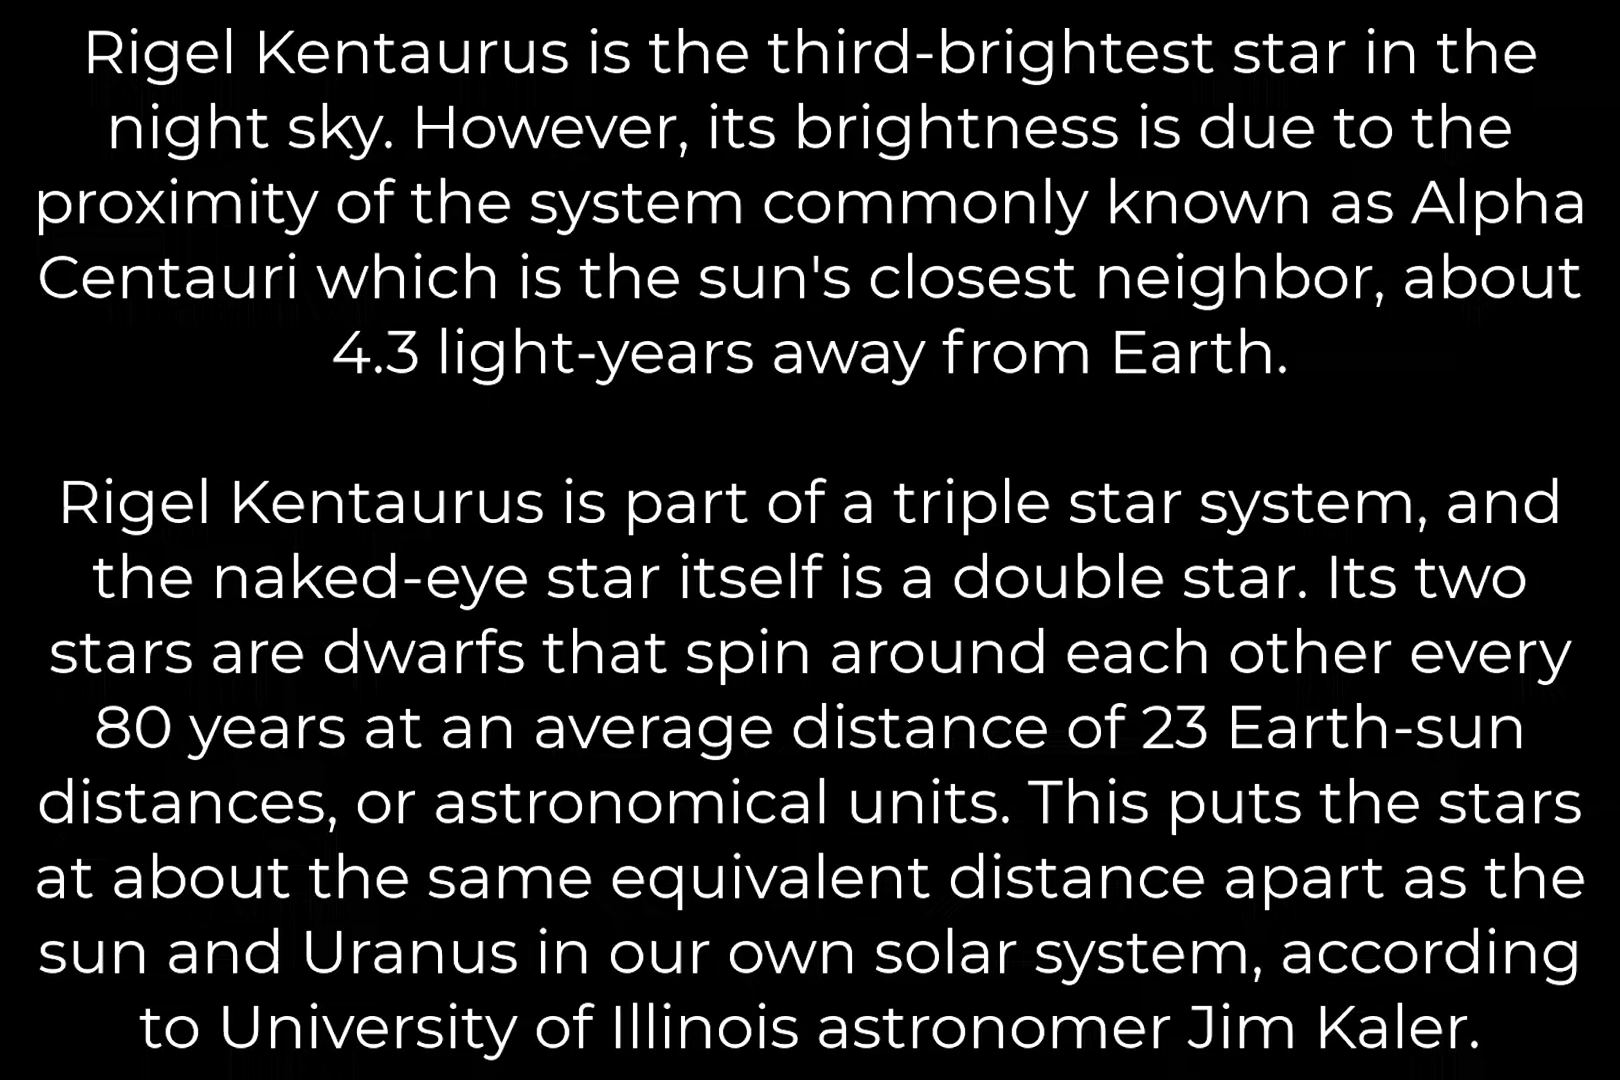 Rigel Kentaurus is the third-brightest star in the
night sky. However, its brightness is due to the
proximity of the system commonly known as Alpha
Centauri which is the sun's closest neighbor, about
4.3 light-years away from Earth.
Rigel Kentaurus is part of a triple star system, and
the naked-eye star itself is a double star. Its two
stars are dwarfs that spin around each other every
80 years at an average distance of 23 Earth-sun
distances, or astronomical units. This puts the stars
at about the same equivalent distance apart as the
sun and Uranus in our own solar system, according
to University of Illinois astronomer Jim Kaler.